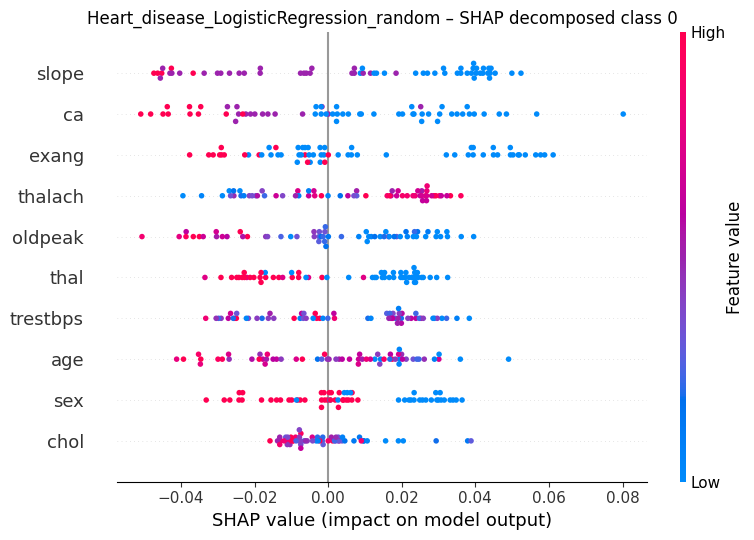 Heart_disease_LogisticRegression_random – SHAP decomposed class 0
High
slope
ca
exang
thalach
oldpeak
thal
trestbps
age
sex
chol
Feature value
Low
−0.04 −0.02 0.00 0.02 0.04 0.06 0.08
SHAP value (impact on model output)